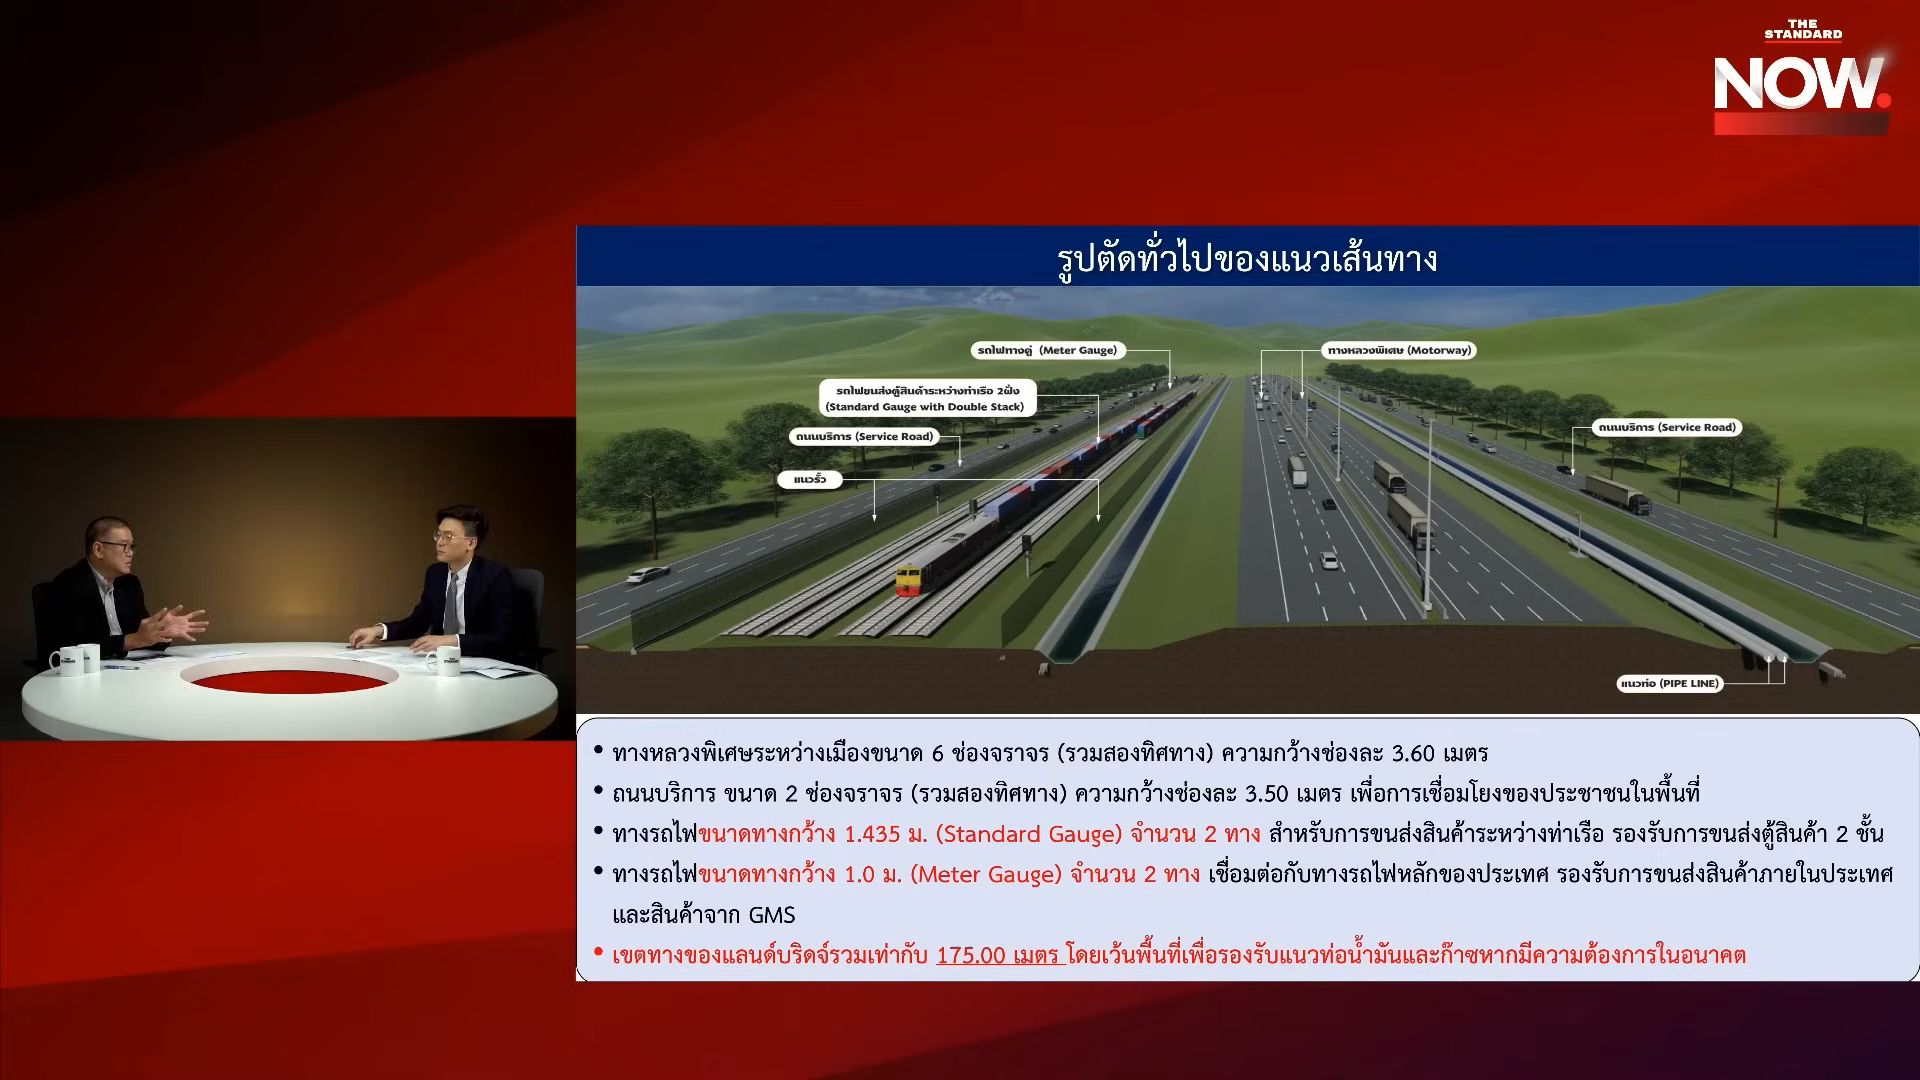 THE
STANDARD
NOW.
รูปตัดทั่วไปของแนวเส้นทาง
รถไฟทางคู่ (Meter Gauge)
ทางหลวงพิเศษ (Motorway)
รถไฟขนส่งตู้สินค้าระหว่างท่าเรือ 2ฝั่ง
(Standard Gauge with Double Stack)
ถนนบริการ (Service Road)
ถนนบริการ (Service Road)
แนวรั้ว
แนวท่อ (PIPE LINE)
• ทางหลวงพิเศษระหว่างเมืองขนาด 6 ช่องจราจร (รวมสองทิศทาง) ความกว้างช่องละ 3.60 เมตร
• ถนนบริการ ขนาด 2 ช่องจราจร (รวมสองทิศทาง) ความกว้างช่องละ 3.50 เมตร เพื่อการเชื่อมโยงของประชาชนในพื้นที่
• ทางรถไฟขนาดทางกว้าง 1.435 ม. (Standard Gauge) จำนวน 2 ทาง สำหรับการขนส่งสินค้าระหว่างท่าเรือ รองรับการขนส่งตู้สินค้า 2 ชั้น
• ทางรถไฟขนาดทางกว้าง 1.0 ม. (Meter Gauge) จำนวน 2 ทาง เชื่อมต่อกับทางรถไฟหลักของประเทศ รองรับการขนส่งสินค้าภายในประเทศ
และสินค้าจาก GMS
• เขตทางของแลนด์บริดจ์รวมเท่ากับ 175.00 เมตร โดยเว้นพื้นที่เพื่อรองรับแนวท่อน้ำมันและก๊าซหากมีความต้องการในอนาคต